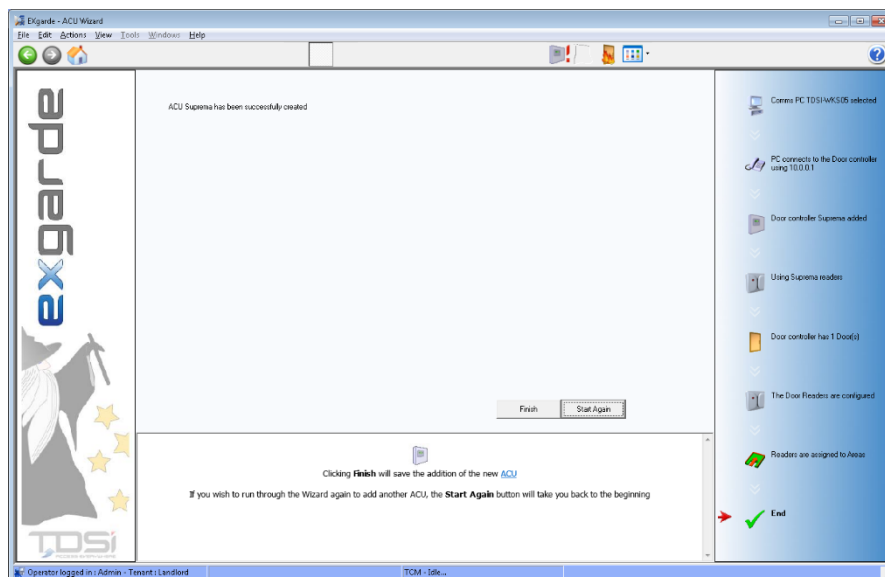 EXgarde - ACU Wizard
File Edit Actions View Tools Windows Help
exgarde
ACU Suprema has been successfully created
Finish
Start Again
Clicking Finish will save the addition of the new ACU
If you wish to run through the Wizard again to add another ACU, the Start Again button will take you back to the beginning
Comms PC TDSI-WKS05 selected
PC connects to the Door controller
using 10.0.0.1
Door controller Suprema added
Using Suprema readers
Door controller has 1 Door(s)
The Door Readers are configured
Readers are assigned to Areas
End
TDSi
Operator logged in : Admin - Tenant : Landlord
TCM - Idle...